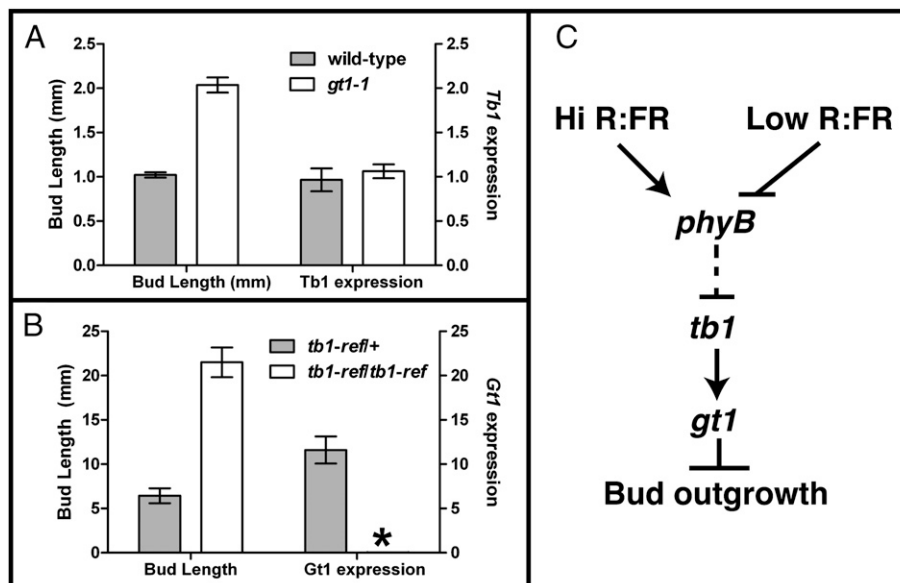 A
2.5
2.0
1.5
1.0
0.5
0.0
Bud Length (mm)
wild-type
gt1-1
2.5
2.0
1.5
1.0
0.5
0.0
Tb1 expression
Bud Length (mm)
Tb1 expression
B
25
20
15
10
5
0
Bud Length (mm)
tb1-ref/+
tb1-ref/tb1-ref
25
20
15
10
5
0
Gt1 expression
*
Bud Length
Gt1 expression
C
Hi R:FR
Low R:FR
phyB
tb1
gt1
Bud outgrowth